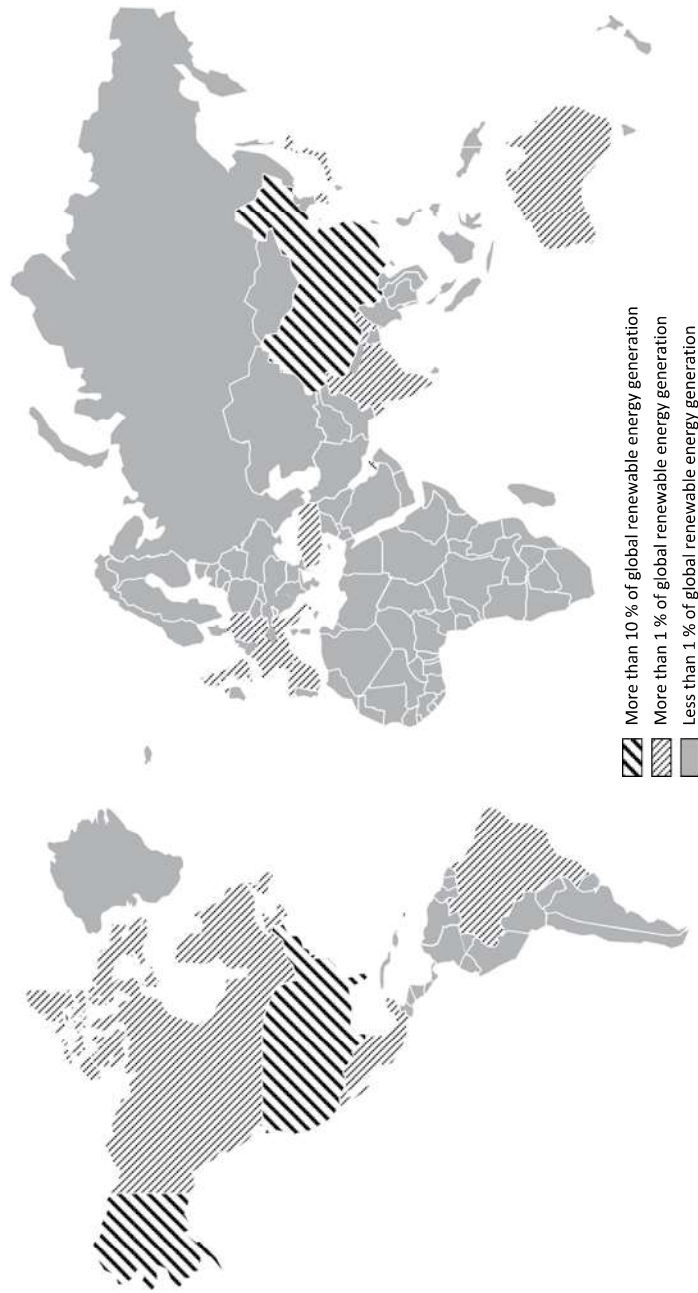 More than 10 % of global renewable energy generation
More than 1 % of global renewable energy generation
Less than 1 % of global renewable energy generation